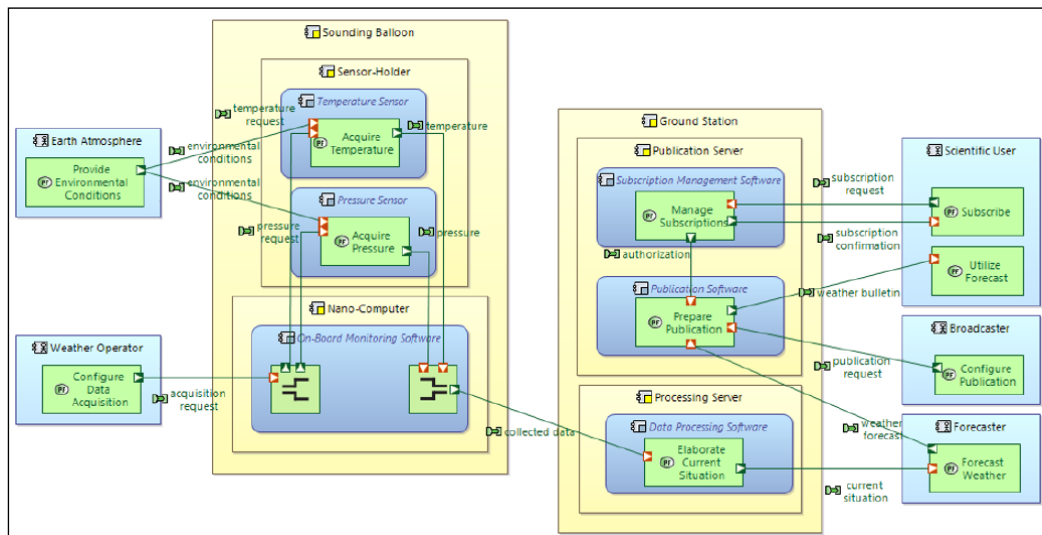 Sounding Balloon
Sensor-Holder
Temperature Sensor
temperature
request
Acquire
Temperature
temperature
Earth Atmosphere
Provide
Environmental
Conditions
environmental
conditions
environmental
conditions
Pressure Sensor
pressure
request
Acquire
Pressure
pressure
Nano-Computer
On-Board Monitoring Software
Weather Operator
Configure
Data
Acquisition
acquisition
request
collected data
Ground Station
Publication Server
Subscription Management Software
Manage
Subscriptions
authorization
Publication Software
Prepare
Publication
Processing Server
Data Processing Software
Elaborate
Current
Situation
subscription
request
subscription
confirmation
weather bulletin
publication
request
weather
forecast
current
situation
Scientific User
Subscribe
Utilize
Forecast
Broadcaster
Configure
Publication
Forecaster
Forecast
Weather